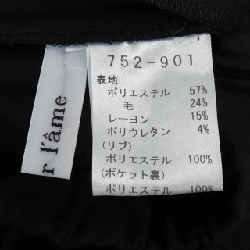 r l'âme
752-901
表地
ポリエステル 57%
毛 24%
レーヨン 15%
ポリウレタン 4%
(リブ)
ポリエステル 100%
(ポケット裏)
ポリエステル 100%